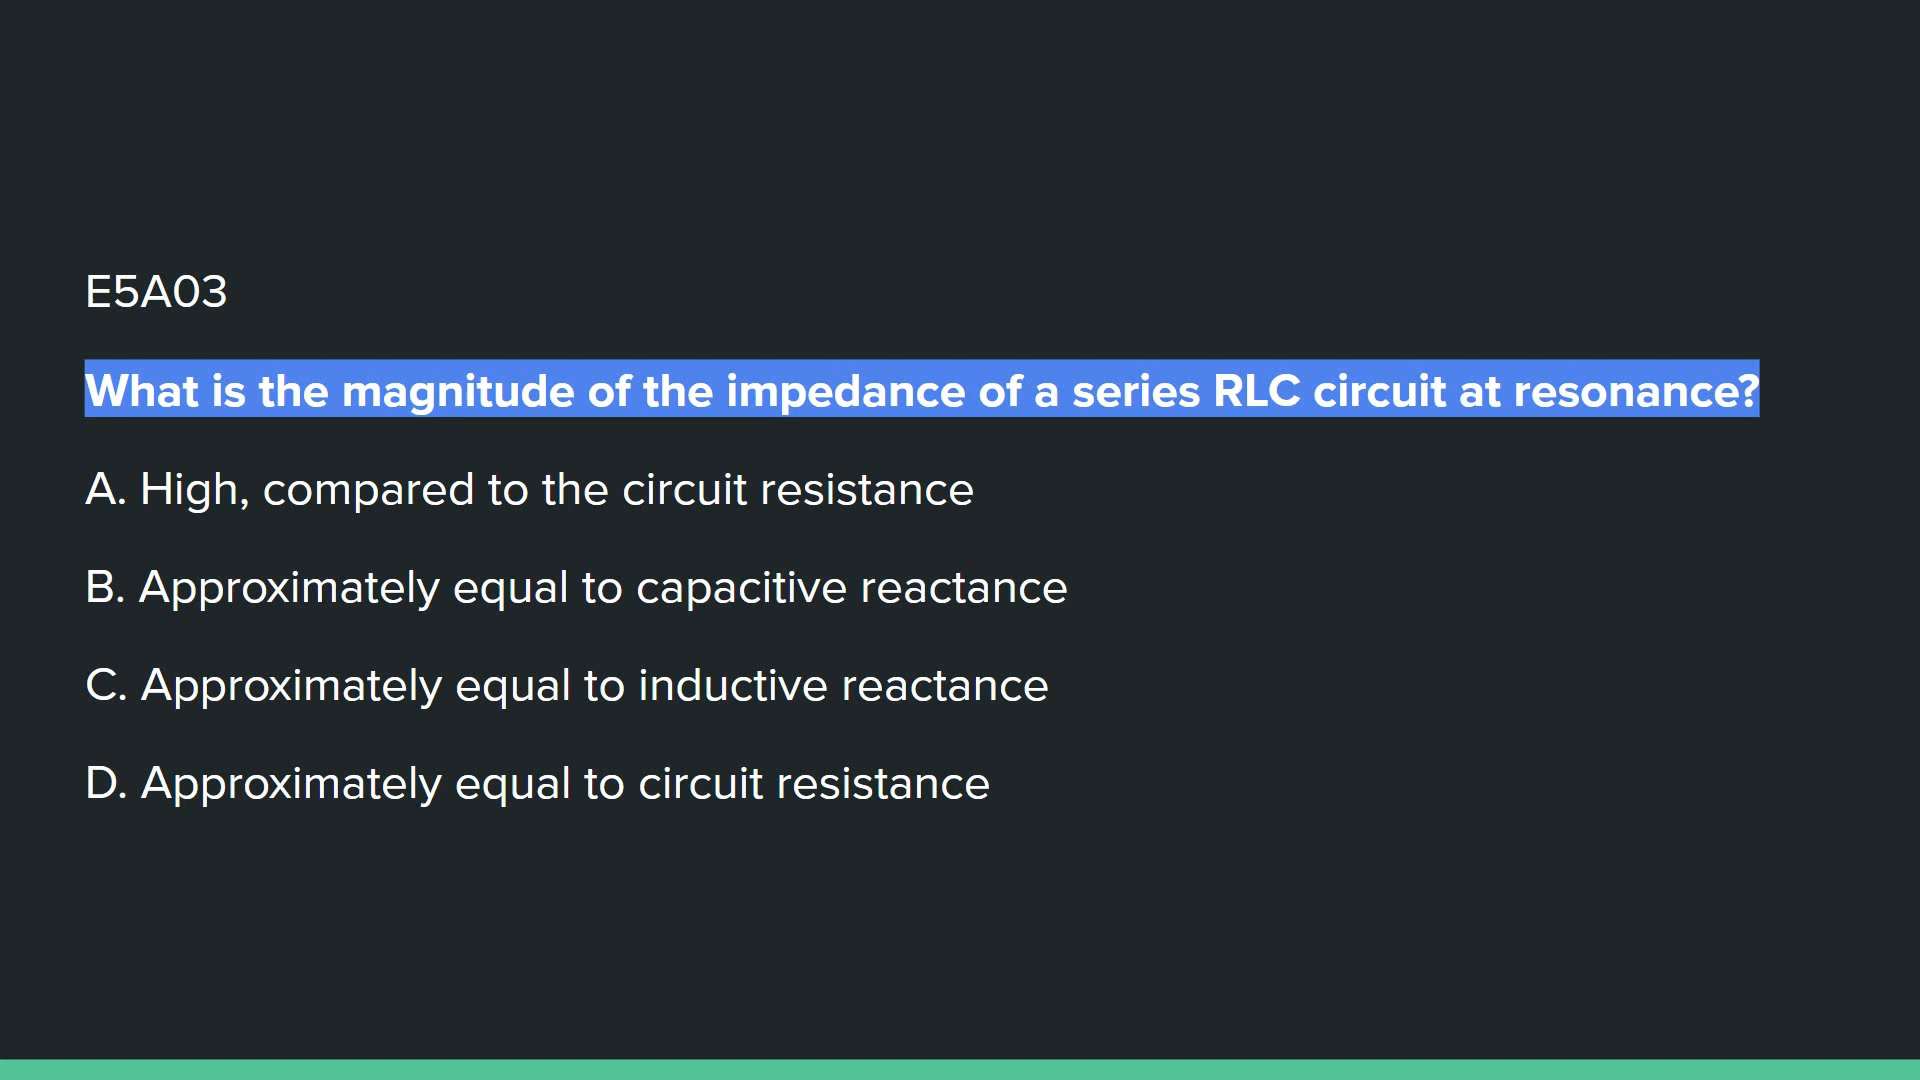 E5A03
What is the magnitude of the impedance of a series RLC circuit at resonance?
A. High, compared to the circuit resistance
B. Approximately equal to capacitive reactance
C. Approximately equal to inductive reactance
D. Approximately equal to circuit resistance